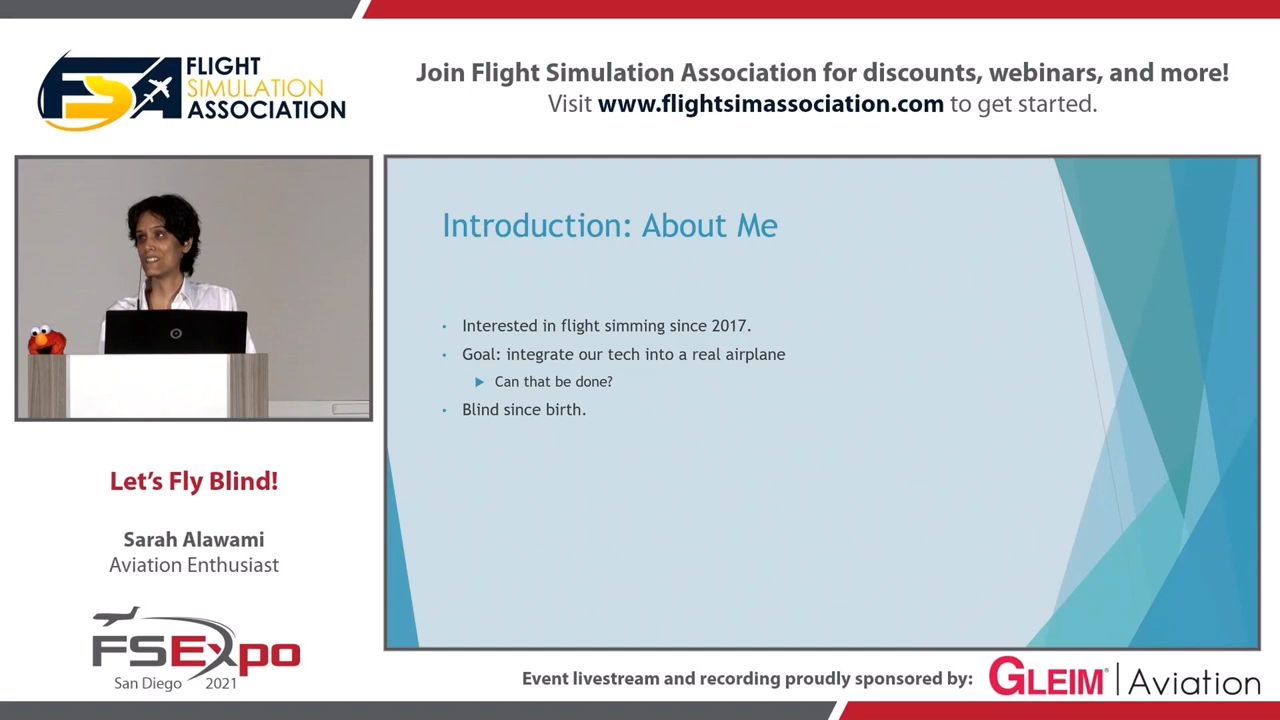 FLIGHT
SIMULATION
ASSOCIATION
FSA
Join Flight Simulation Association for discounts, webinars, and more!
Visit www.flightsimassociation.com to get started.
Introduction: About Me
Interested in flight simming since 2017.
Goal: integrate our tech into a real airplane
Can that be done?
Blind since birth.
Let's Fly Blind!
Sarah Alawami
Aviation Enthusiast
FSExpo
San Diego 2021
Event livestream and recording proudly sponsored by:
GLEIM® | Aviation